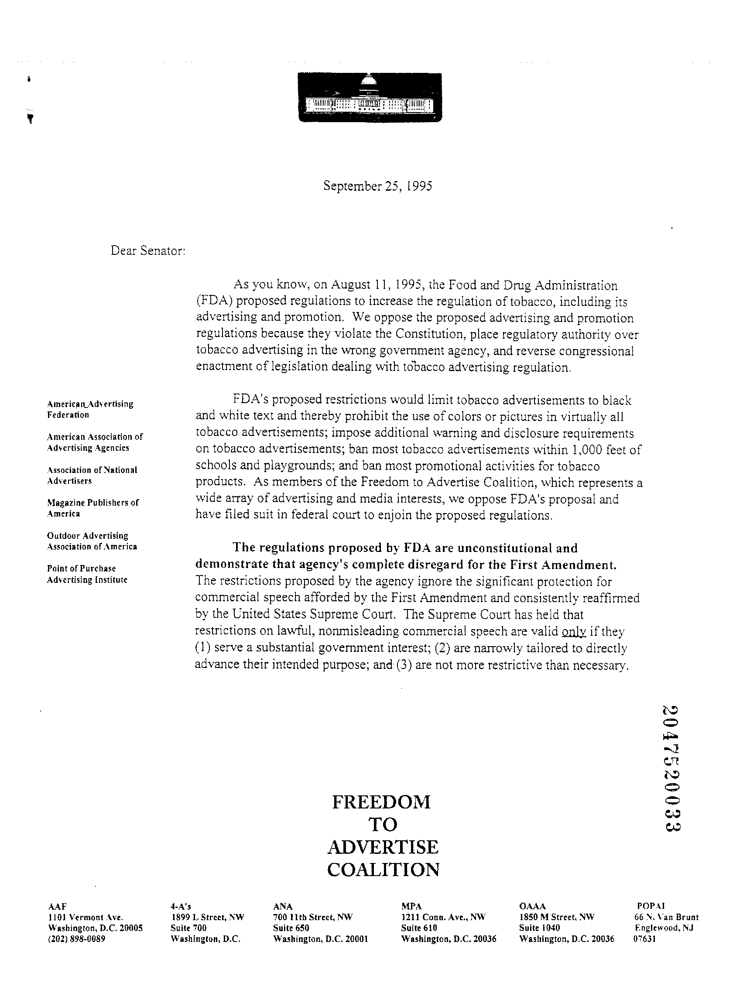 September 25, 1995
Dear Senator:
As you know, on August 11, 1995, the Food and Drug Administration
(FDA) proposed regulations to increase the regulation of tobacco, including its
advertising and promotion. We oppose the proposed advertising and promotion
regulations because they violate the Constitution, place regulatory authority over
tobacco advertising in the wrong government agency, and reverse congressional
enactment of legislation dealing with tobacco advertising regulation.
American Advertising
Federation
American Association of
Advertising Agencies
Association of National
Advertisers
Magazine Publishers of
America
Outdoor Advertising
Association of America
Point of Purchase
Advertising Institute
FDA's proposed restrictions would limit tobacco advertisements to black
and white text and thereby prohibit the use of colors or pictures in virtually all
tobacco advertisements; impose additional warning and disclosure requirements
on tobacco advertisements; ban most tobacco advertisements within 1,000 feet of
schools and playgrounds; and ban most promotional activities for tobacco
products. As members of the Freedom to Advertise Coalition, which represents a
wide array of advertising and media interests, we oppose FDA's proposal and
have filed suit in federal court to enjoin the proposed regulations.
The regulations proposed by FDA are unconstitutional and
demonstrate that agency's complete disregard for the First Amendment.
The restrictions proposed by the agency ignore the significant protection for
commercial speech afforded by the First Amendment and consistently reaffirmed
by the United States Supreme Court. The Supreme Court has held that
restrictions on lawful, nonmisleading commercial speech are valid only if they
(1) serve a substantial government interest; (2) are narrowly tailored to directly
advance their intended purpose; and (3) are not more restrictive than necessary.
2047520033
FREEDOM
TO
ADVERTISE
COALITION
AAF
1101 Vermont Ave.
Washington, D.C. 20005
(202) 898-0089
4-A's
1899 L Street, NW
Suite 700
Washington, D.C.
ANA
700 11th Street, NW
Suite 650
Washington, D.C. 20001
MPA
1211 Conn. Ave., NW
Suite 610
Washington, D.C. 20036
OAAA
1850 M Street, NW
Suite 1040
Washington, D.C. 20036
POPAI
66 N. Van Brunt
Englewood, NJ
07631